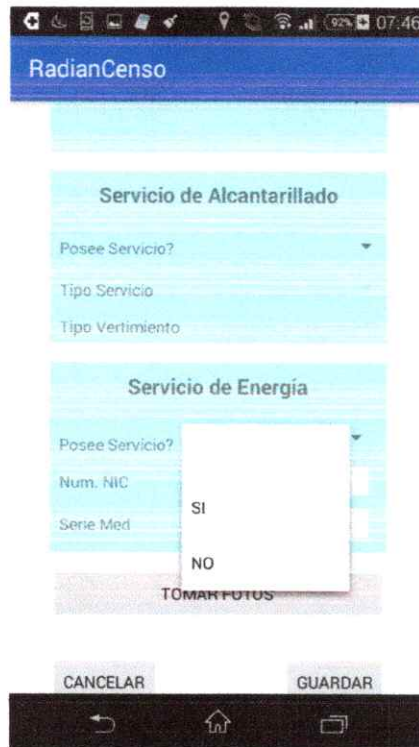 92% 07:46
RadianCenso
Servicio de Alcantarillado
Posee Servicio?
Tipo Servicio
Tipo Vertimiento
Servicio de Energía
Posee Servicio?
Num. NIC
SI
Serie Med
NO
TOMAR FOTOS
CANCELAR GUARDAR